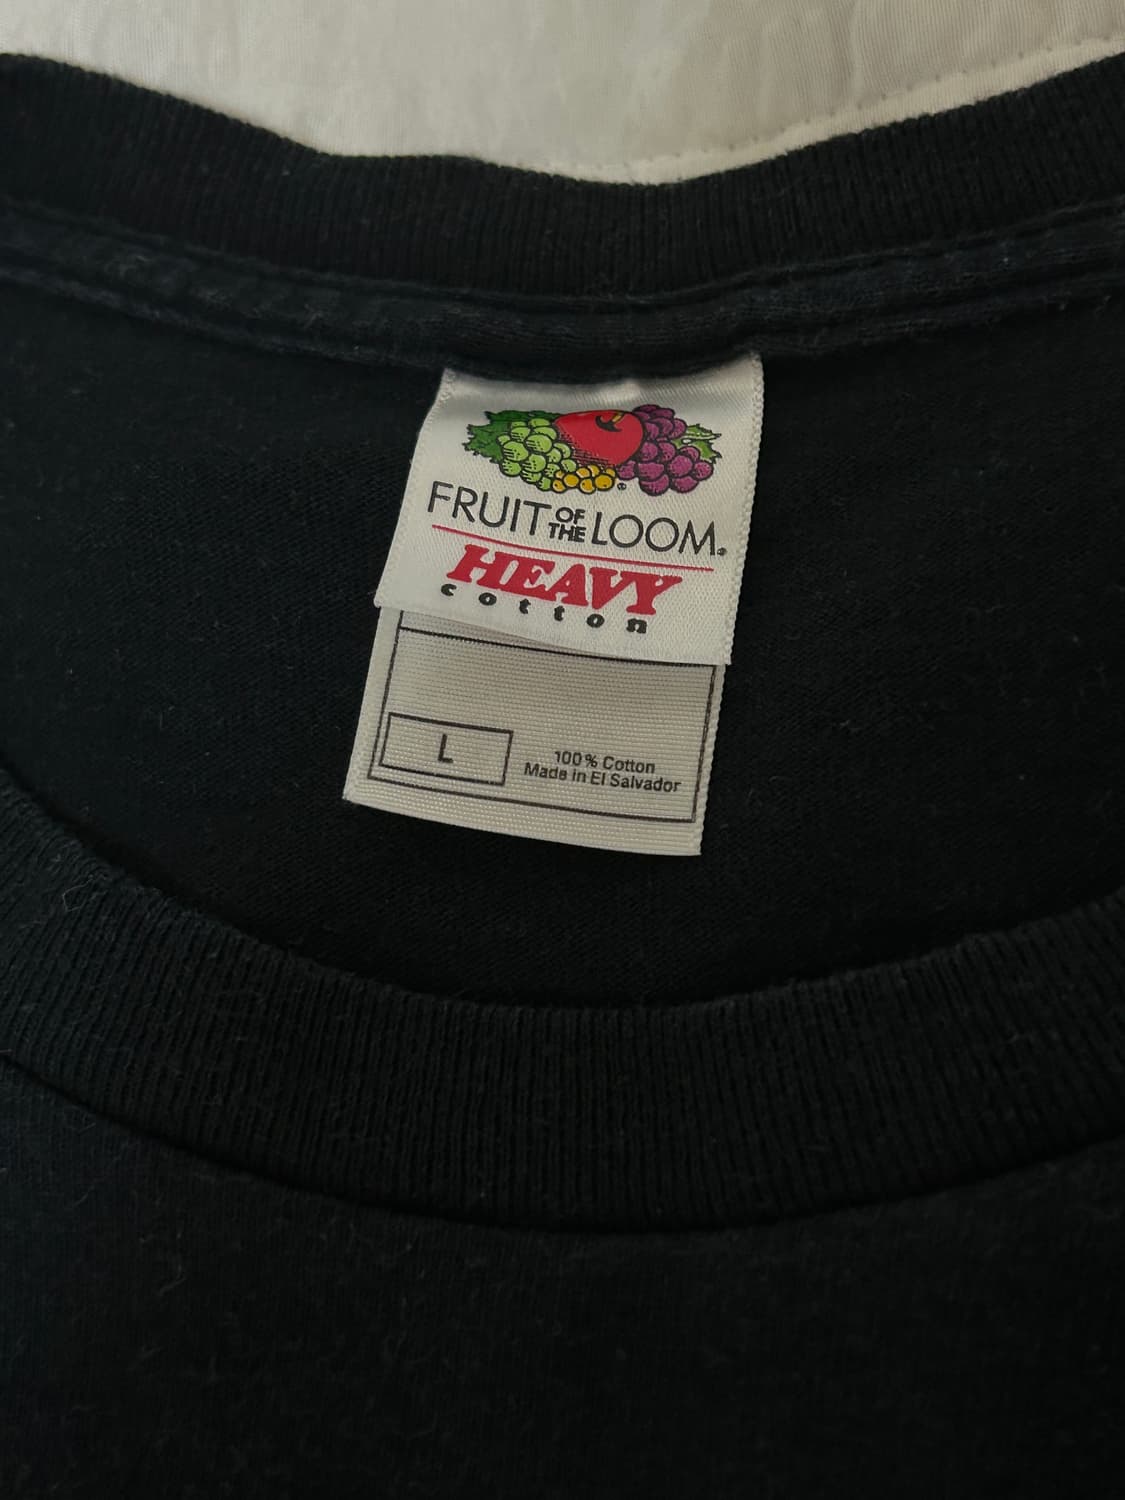 FRUIT OF THE LOOM®
HEAVY
cotton
L
100% Cotton
Made in El Salvador